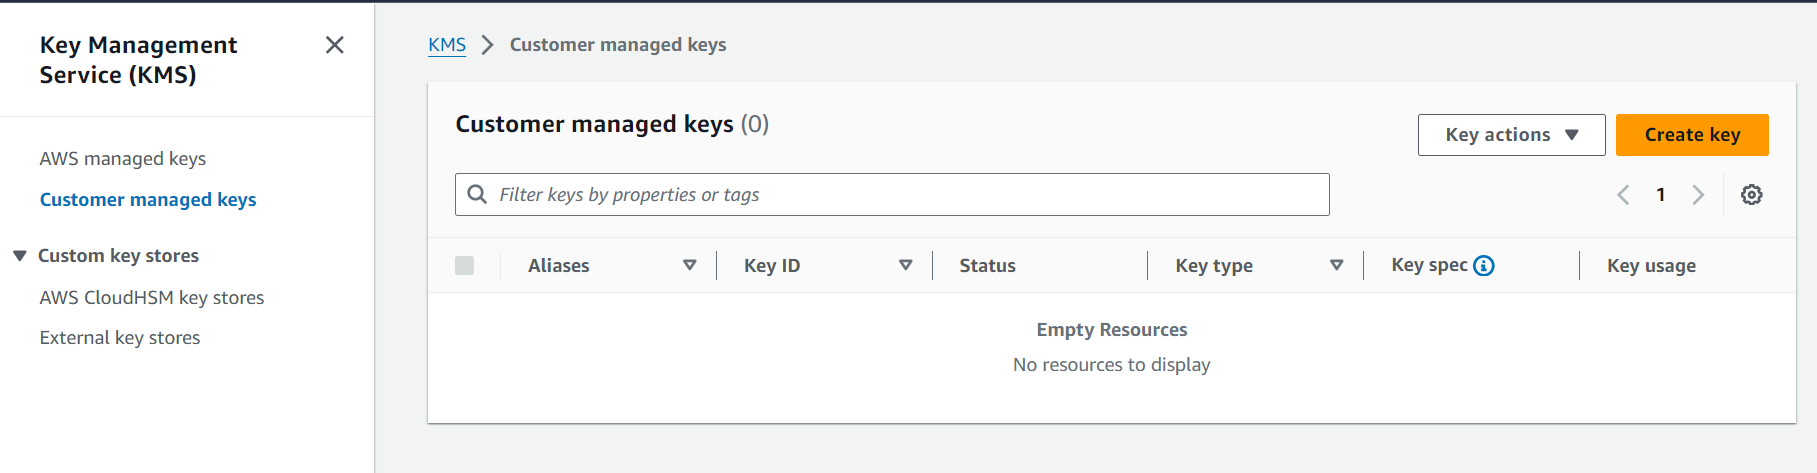 Key Management
Service (KMS)
AWS managed keys
Customer managed keys
Custom key stores
AWS CloudHSM key stores
External key stores
KMS Customer managed keys
Customer managed keys (0)
Key actions Create key
Filter keys by properties or tags
1
Aliases Key ID Status Key type Key spec Key usage
Empty Resources
No resources to display